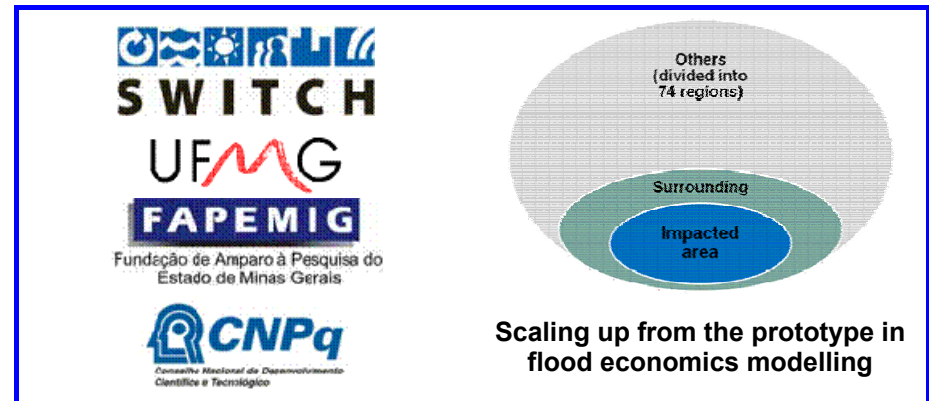 SWITCH
UFMG
FAPEMIG
Fundação de Amparo à Pesquisa do
Estado de Minas Gerais
CNPq
Conselho Nacional de Desenvolvimento
Científico e Tecnológico
Others
(divided into
74 regions)
Surrounding
Impacted
area
Scaling up from the prototype in
flood economics modelling